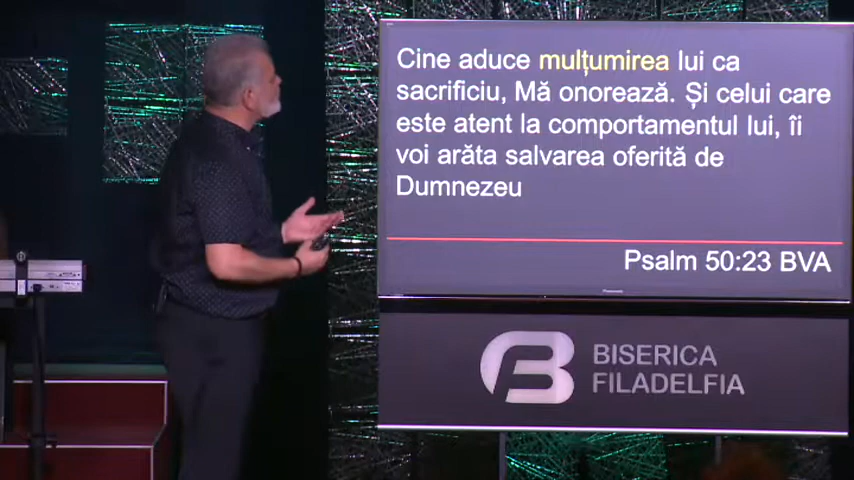 Cine aduce mulțumirea lui ca
sacrificiu, Mă onorează. Și celui care
este atent la comportamentul lui, îi
voi arăta salvarea oferită de
Dumnezeu
Psalm 50:23 BVA
Panasonic
BISERICA
FILADELFIA